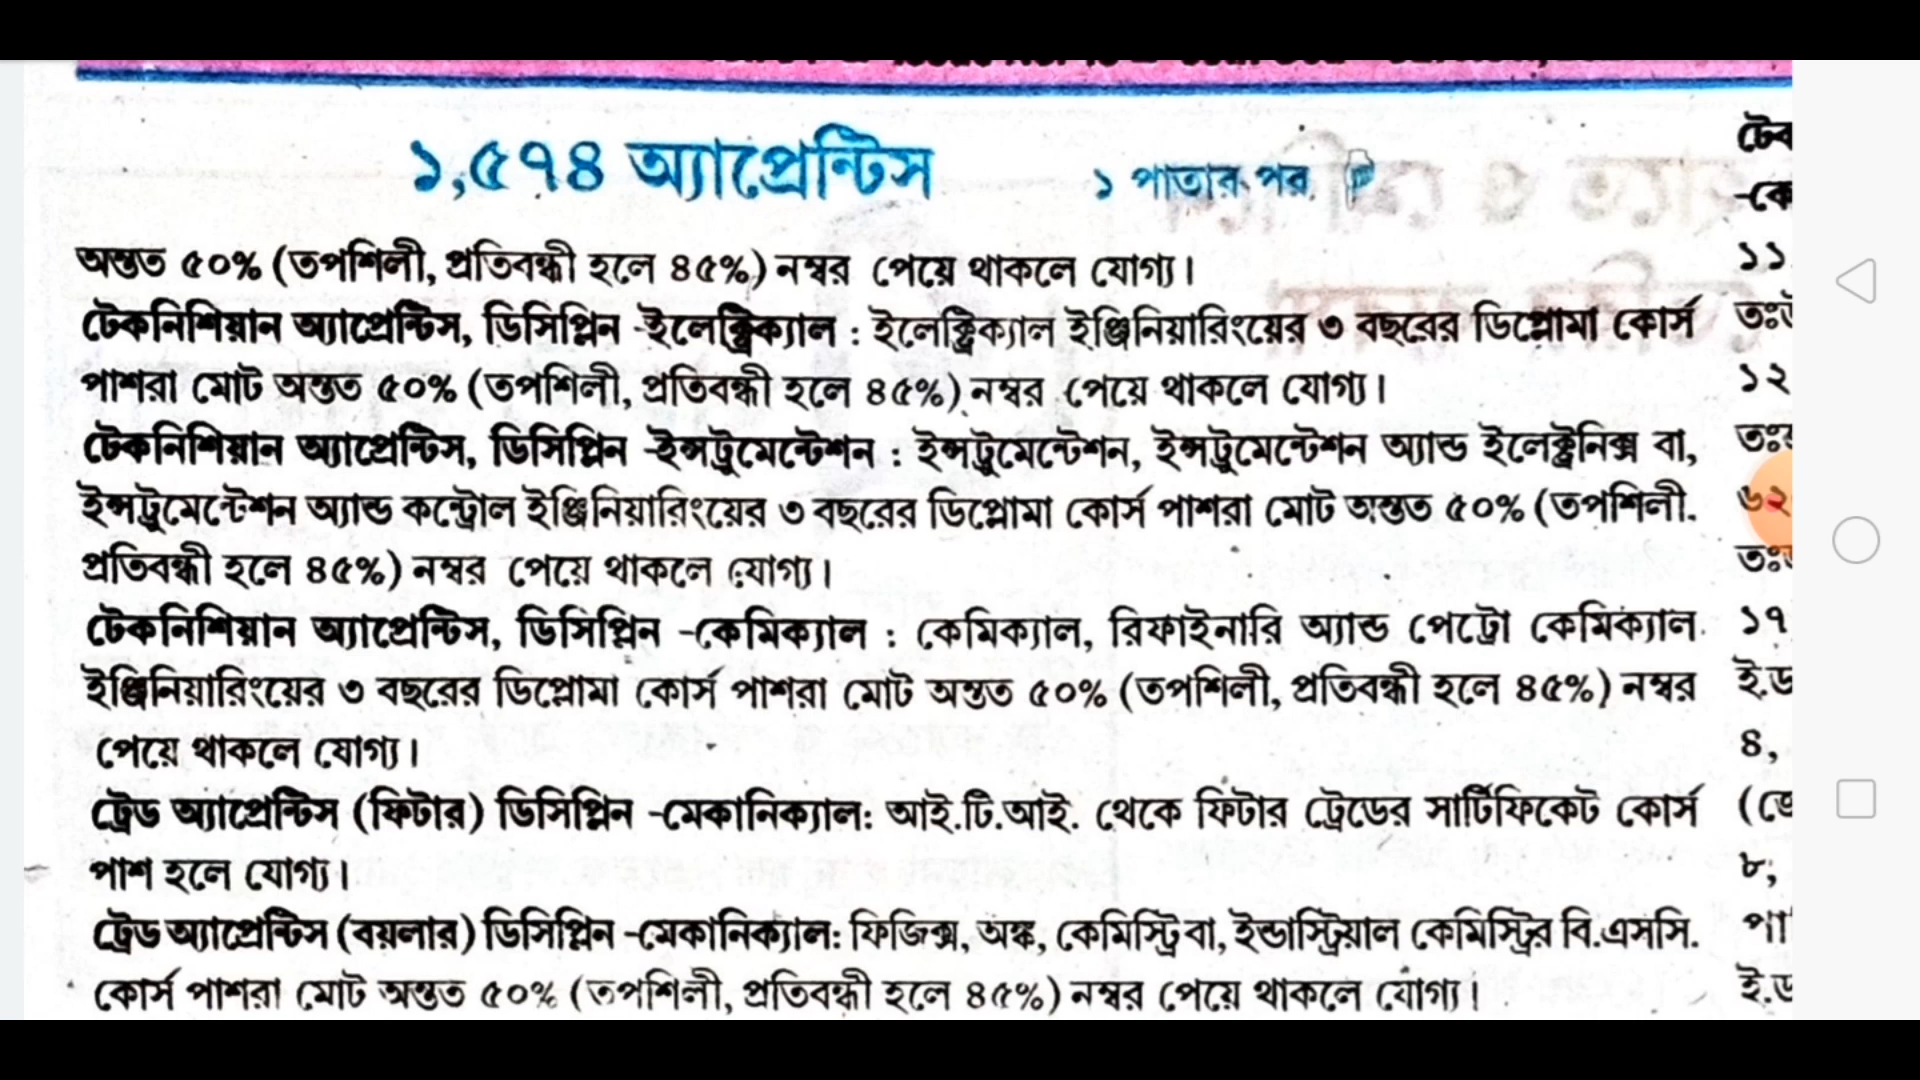 ১,৫৭৪ অ্যাপ্রেন্টিস
১ পাতার পর
অন্তত ৫০% (তপশিলী, প্রতিবন্ধী হলে ৪৫%) নম্বর পেয়ে থাকলে যোগ্য।
টেকনিশিয়ান অ্যাপ্রেন্টিস, ডিসিপ্লিন -ইলেক্ট্রিক্যাল : ইলেক্ট্রিক্যাল ইঞ্জিনিয়ারিংয়ের ৩ বছরের ডিপ্লোমা কোর্স
পাশরা মোট অন্তত ৫০% (তপশিলী, প্রতিবন্ধী হলে ৪৫%) নম্বর পেয়ে থাকলে যোগ্য।
টেকনিশিয়ান অ্যাপ্রেন্টিস, ডিসিপ্লিন -ইন্সট্রুমেন্টেশন : ইন্সট্রুমেন্টেশন, ইন্সট্রুমেন্টেশন অ্যান্ড ইলেক্ট্রনিক্স বা,
ইন্সট্রুমেন্টেশন অ্যান্ড কন্ট্রোল ইঞ্জিনিয়ারিংয়ের ৩ বছরের ডিপ্লোমা কোর্স পাশরা মোট অন্তত ৫০% (তপশিলী.
প্রতিবন্ধী হলে ৪৫%) নম্বর পেয়ে থাকলে যোগ্য।
টেকনিশিয়ান অ্যাপ্রেন্টিস, ডিসিপ্লিন -কেমিক্যাল : কেমিক্যাল, রিফাইনারি অ্যান্ড পেট্রো কেমিক্যাল
ইঞ্জিনিয়ারিংয়ের ৩ বছরের ডিপ্লোমা কোর্স পাশরা মোট অন্তত ৫০% (তপশিলী, প্রতিবন্ধী হলে ৪৫%) নম্বর
পেয়ে থাকলে যোগ্য।
ট্রেড অ্যাপ্রেন্টিস (ফিটার) ডিসিপ্লিন -মেকানিক্যাল: আই.টি.আই. থেকে ফিটার ট্রেডের সার্টিফিকেট কোর্স
পাশ হলে যোগ্য।
ট্রেড অ্যাপ্রেন্টিস (বয়লার) ডিসিপ্লিন -মেকানিক্যাল: ফিজিক্স, অঙ্ক, কেমিস্ট্রি বা, ইন্ডাস্ট্রিয়াল কেমিস্ট্রির বি.এসসি.
কোর্স পাশরা মোট অন্তত ৫০% (তপশিলী, প্রতিবন্ধী হলে ৪৫%) নম্বর পেয়ে থাকলে যোগ্য।
১১
১২
১৭
৪,
৮;